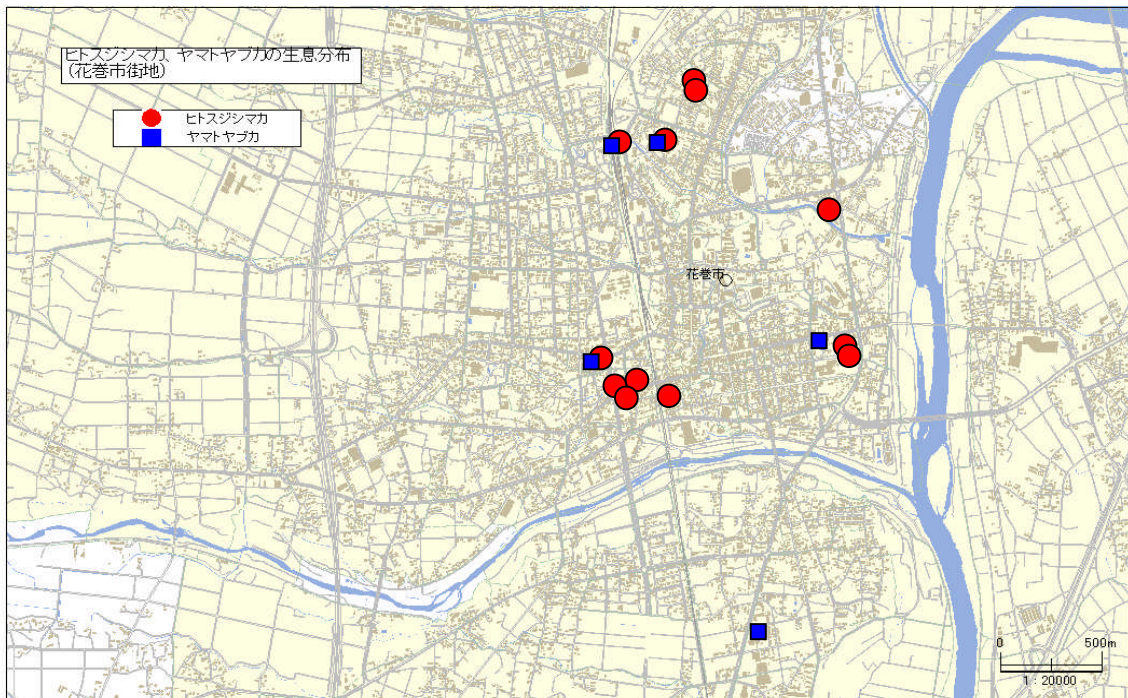 ヒトスジシマカ、ヤマトヤブカの生息分布
(花巻市街地)
ヒトスジシマカ
ヤマトヤブカ
花巻市
0 500m
1：20000